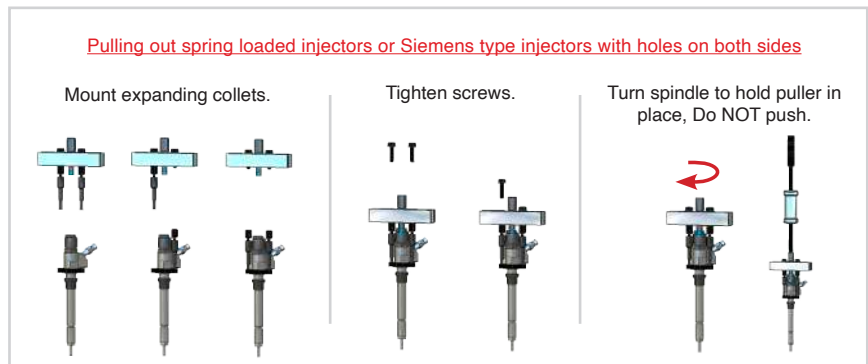 Pulling out spring loaded injectors or Siemens type injectors with holes on both sides
Mount expanding collets.
Tighten screws.
Turn spindle to hold puller in
place, Do NOT push.